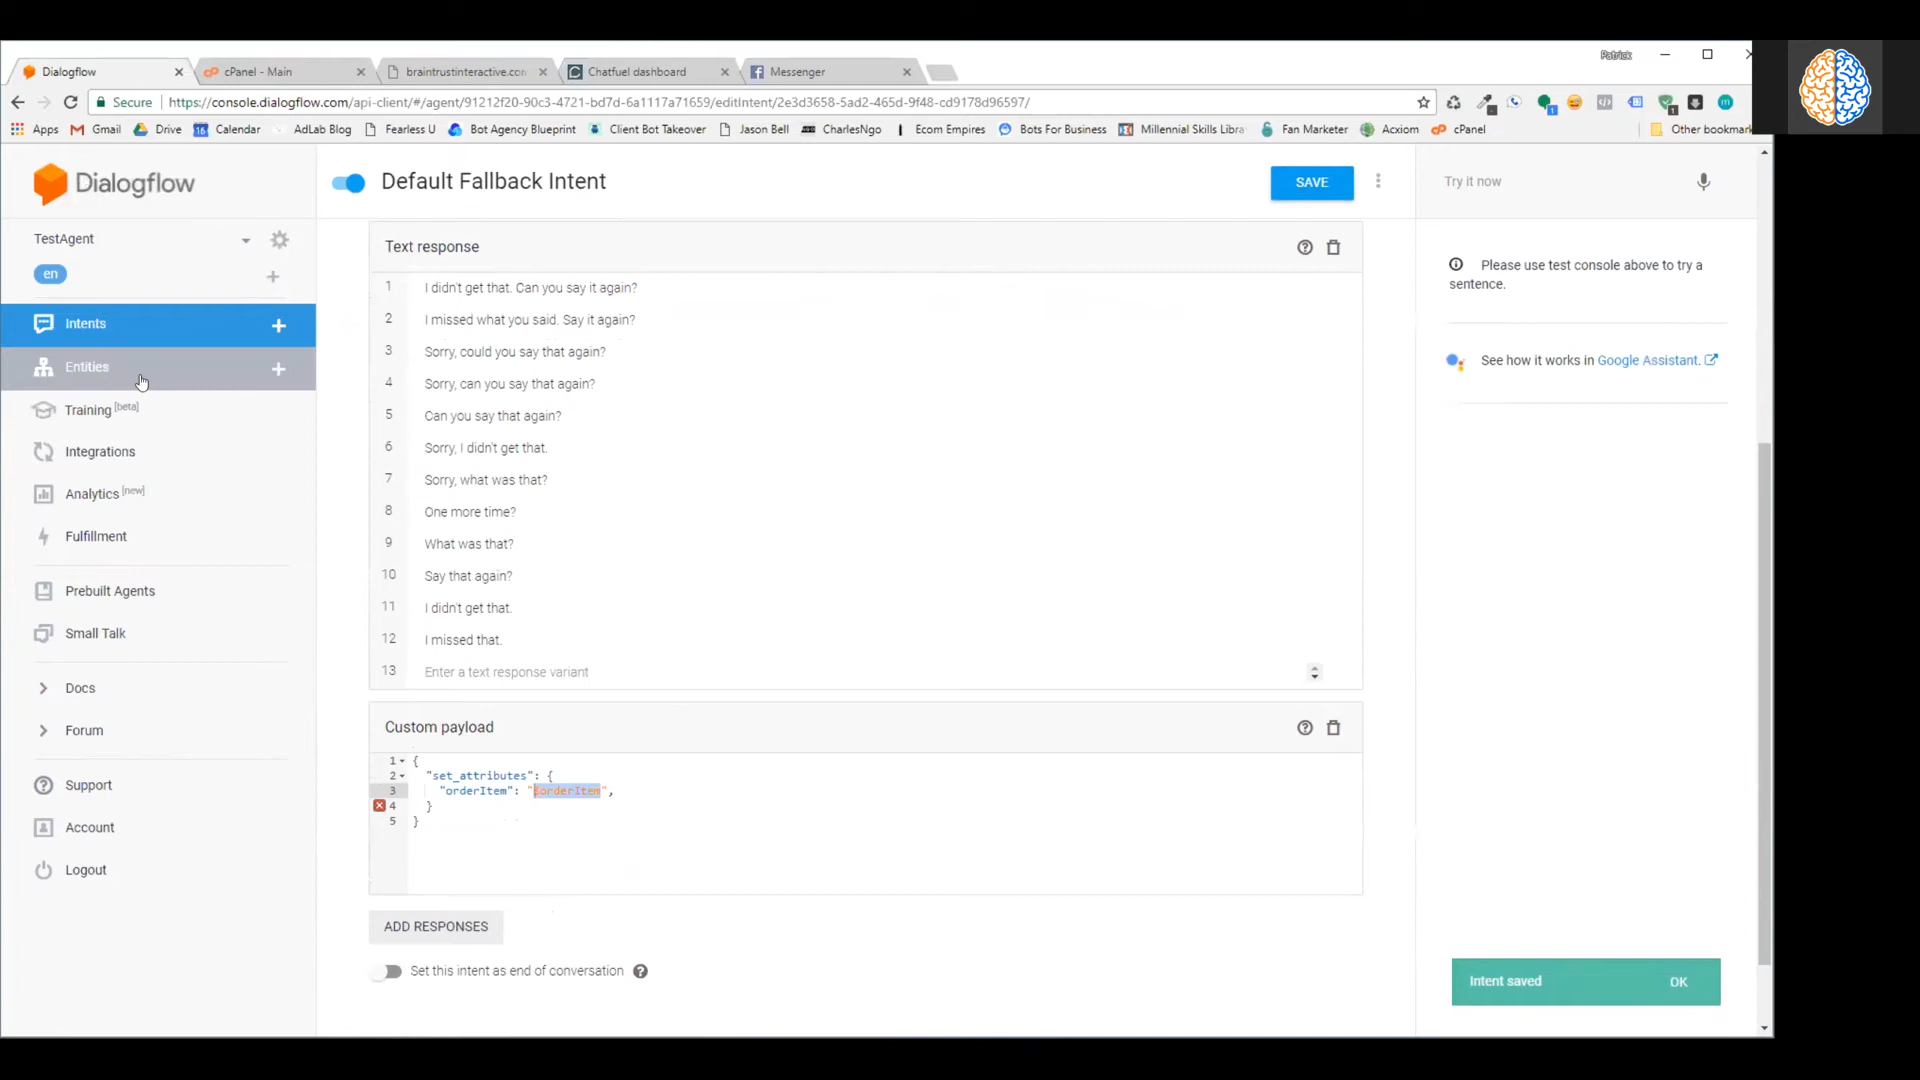 Patrick
Dialogflow
cPanel - Main
braintrustinteractive.com
Chatfuel dashboard
Messenger
Secure
https://console.dialogflow.com/api-client/#/agent/91212f20-90c3-4721-bd7d-6a1117a71659/editIntent/2e3d3658-5ad2-465d-9f48-cd9178d96597/
Apps
Gmail
Drive
Calendar
AdLab Blog
Fearless U
Bot Agency Blueprint
Client Bot Takeover
Jason Bell
CharlesNgo
Ecom Empires
Bots For Business
Millennial Skills Libra
Fan Marketer
Acxiom
cPanel
Other bookmark
Dialogflow
Default Fallback Intent
SAVE
Try it now
TestAgent
en
Intents
Entities
Training [beta]
Integrations
Analytics [new]
Fulfillment
Prebuilt Agents
Small Talk
Docs
Forum
Support
Account
Logout
Text response
1 I didn't get that. Can you say it again?
2 I missed what you said. Say it again?
3 Sorry, could you say that again?
4 Sorry, can you say that again?
5 Can you say that again?
6 Sorry, I didn't get that.
7 Sorry, what was that?
8 One more time?
9 What was that?
10 Say that again?
11 I didn't get that.
12 I missed that.
13 Enter a text response variant
Custom payload
1 {
2 "set_attributes": {
3 "orderItem": "$orderItem",
4 }
5 }
ADD RESPONSES
Set this intent as end of conversation
Please use test console above to try a
sentence.
See how it works in Google Assistant.
Intent saved
OK